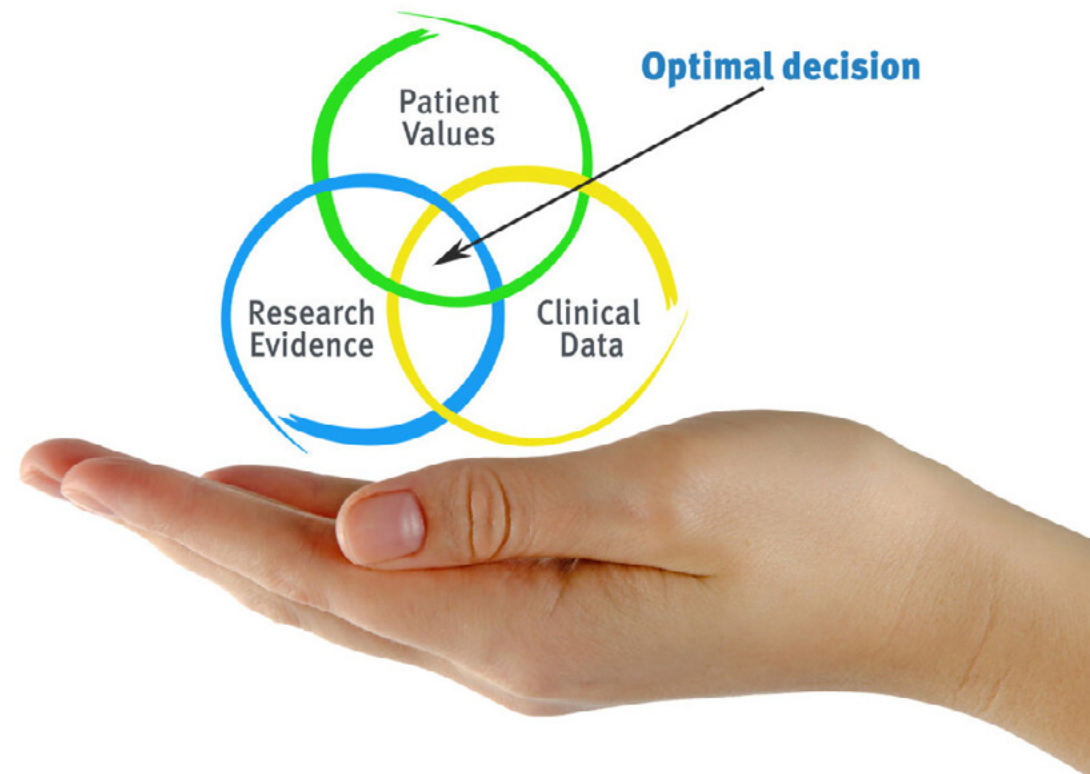 Optimal decision
Patient
Values
Research
Evidence
Clinical
Data